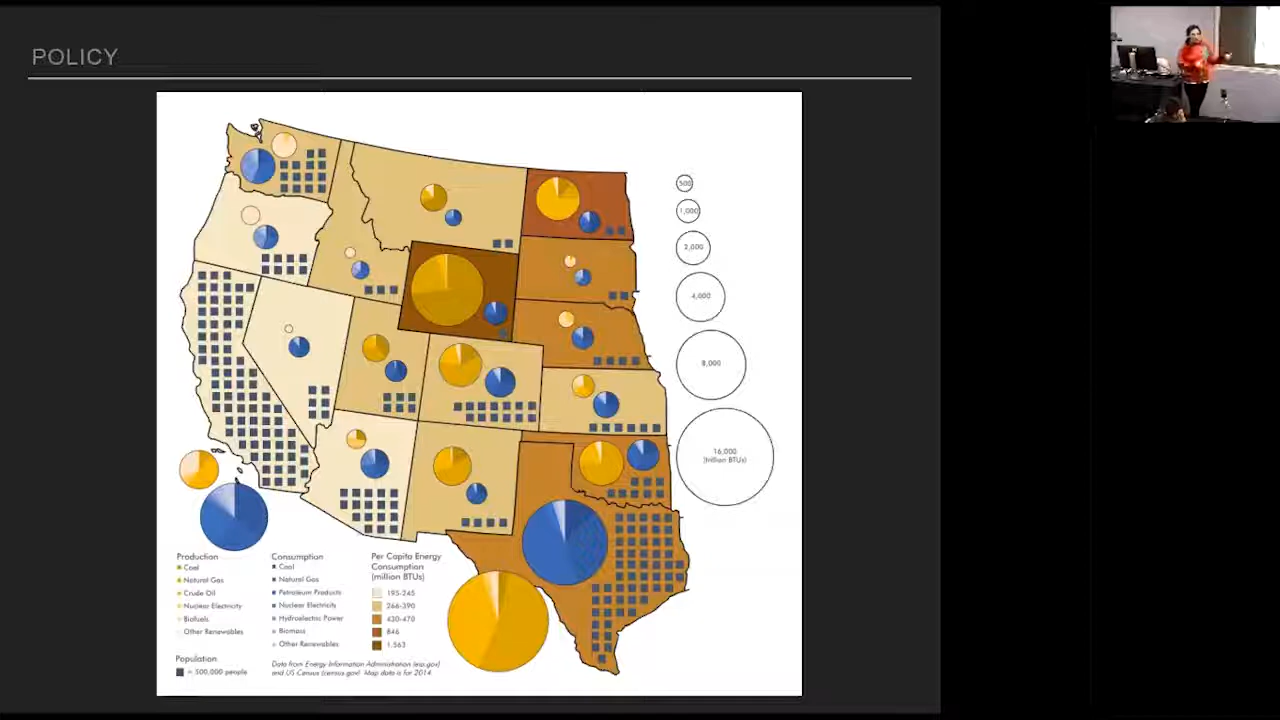 POLICY
500
1,000
2,000
4,000
8,000
16,000
(trillion BTUs)
Production
Coal
Natural Gas
Crude Oil
Nuclear Electricity
Biofuels
Other Renewables
Consumption
Coal
Natural Gas
Petroleum Products
Nuclear Electricity
Hydroelectric Power
Biomass
Other Renewables
Per Capita Energy
Consumption
(million BTUs)
195-245
266-390
430-470
846
1,563
Population
= 500,000 people
Data from Energy Information Administration (eia.gov)
and US Census (census.gov). Map data is for 2014